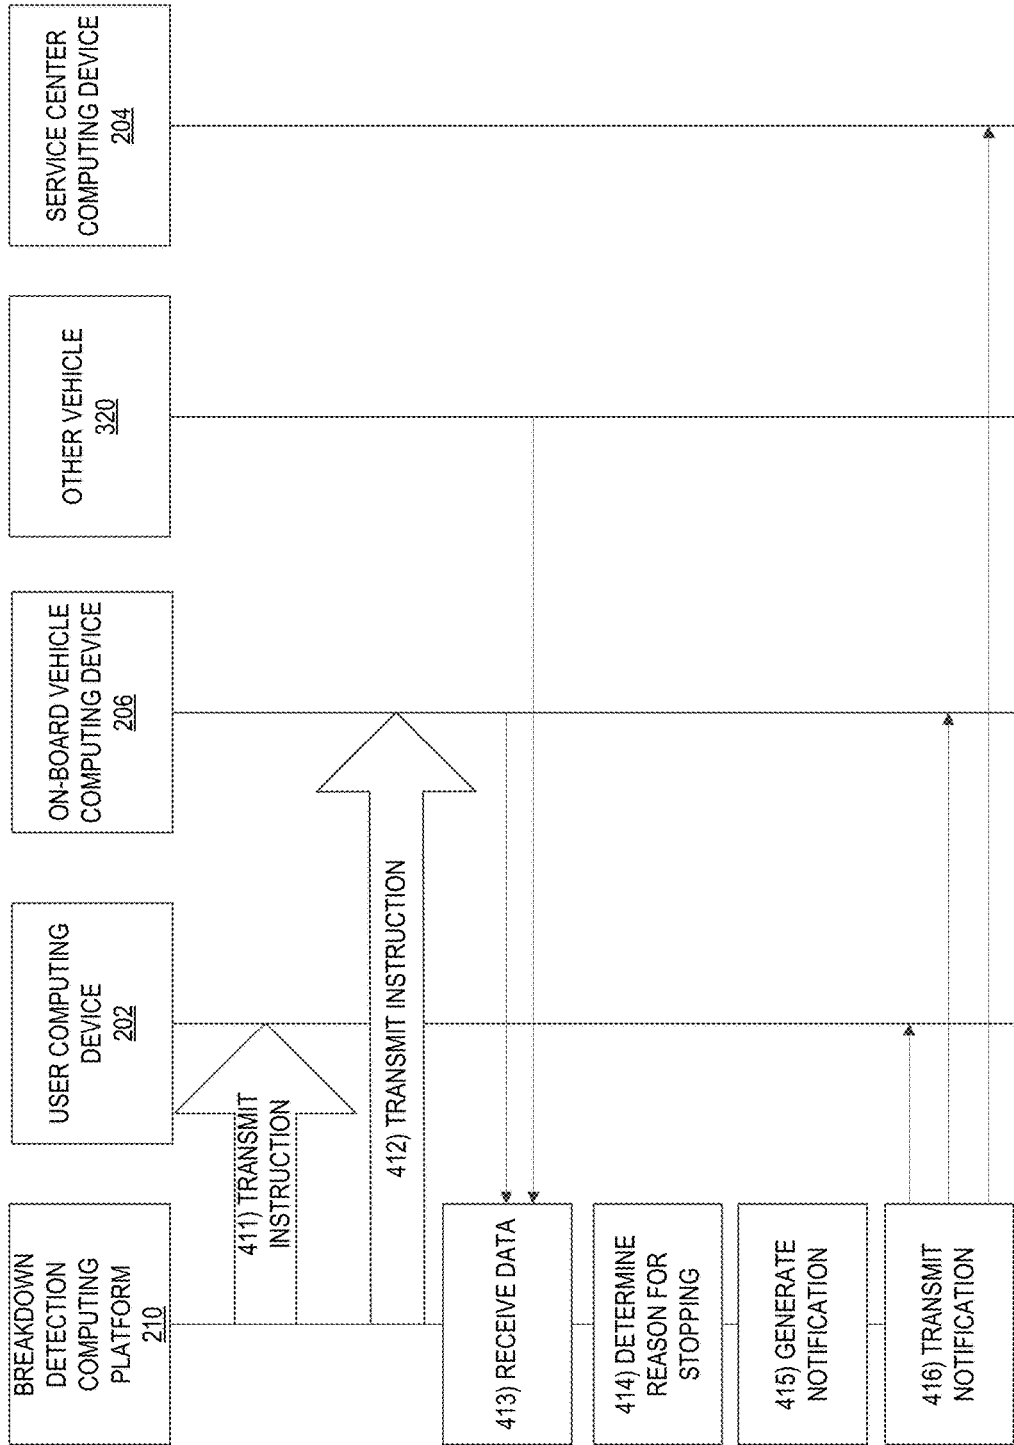 BREAKDOWN
DETECTION
COMPUTING
PLATFORM
210
USER COMPUTING
DEVICE
202
ON-BOARD VEHICLE
COMPUTING DEVICE
206
OTHER VEHICLE
320
SERVICE CENTER
COMPUTING DEVICE
204
411) TRANSMIT
INSTRUCTION
412) TRANSMIT INSTRUCTION
413) RECEIVE DATA
414) DETERMINE
REASON FOR
STOPPING
415) GENERATE
NOTIFICATION
416) TRANSMIT
NOTIFICATION